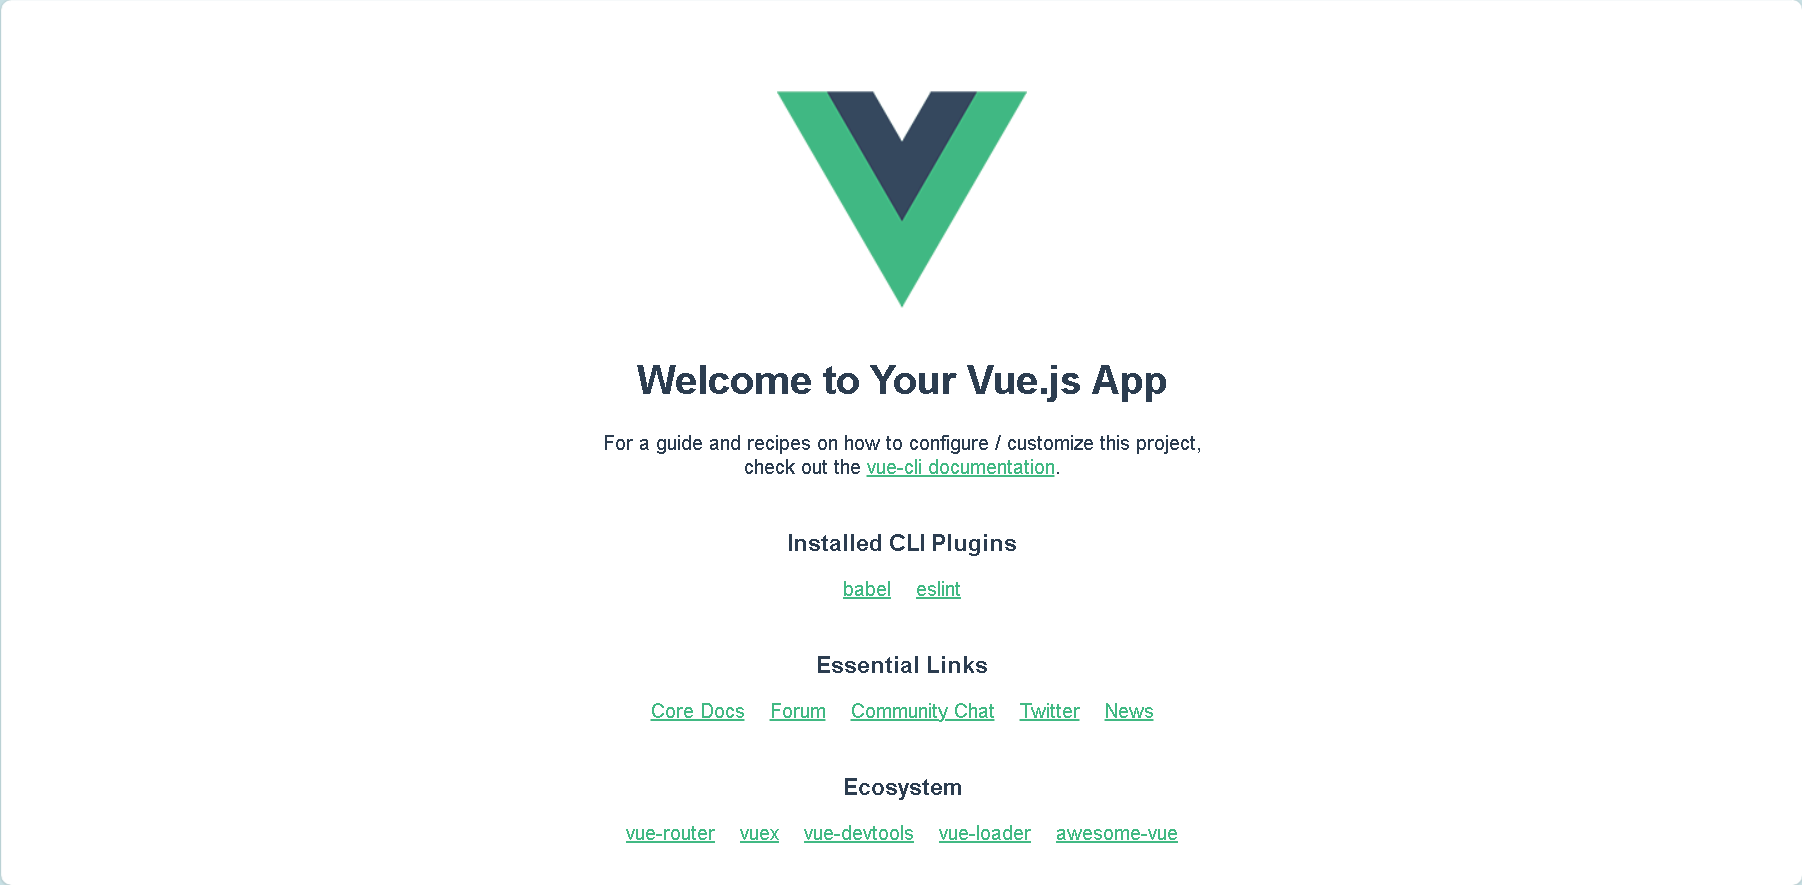 Welcome to Your Vue.js App
For a guide and recipes on how to configure / customize this project,
check out the vue-cli documentation.
Installed CLI Plugins
babel eslint
Essential Links
Core Docs Forum Community Chat Twitter News
Ecosystem
vue-router vuex vue-devtools vue-loader awesome-vue